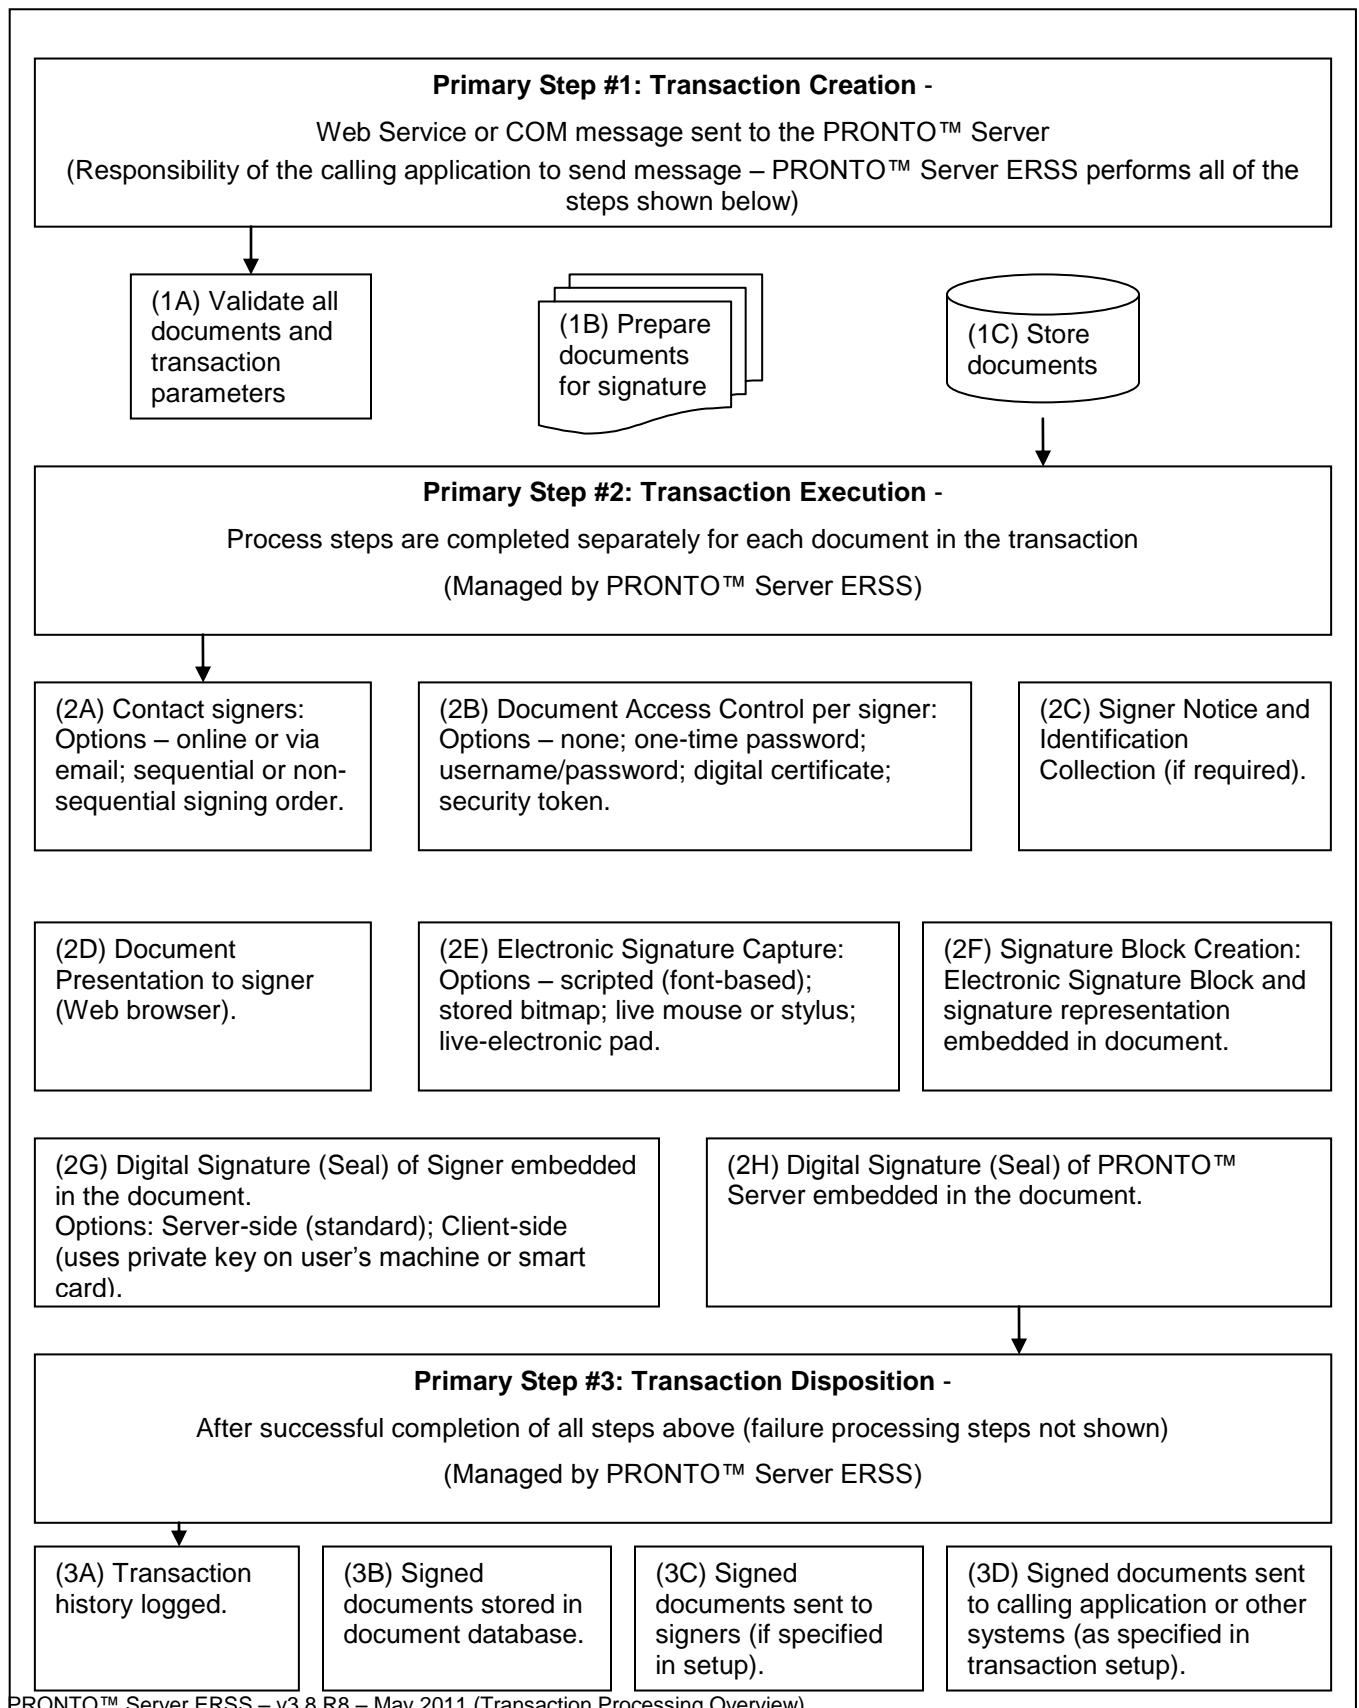 Primary Step #1: Transaction Creation -
Web Service or COM message sent to the PRONTO™ Server
(Responsibility of the calling application to send message – PRONTO™ Server ERSS performs all of the
steps shown below)
(1A) Validate all
documents and
transaction
parameters
(1B) Prepare
documents
for signature
(1C) Store
documents
Primary Step #2: Transaction Execution -
Process steps are completed separately for each document in the transaction
(Managed by PRONTO™ Server ERSS)
(2A) Contact signers:
Options – online or via
email; sequential or non-
sequential signing order.
(2B) Document Access Control per signer:
Options – none; one-time password;
username/password; digital certificate;
security token.
(2C) Signer Notice and
Identification
Collection (if required).
(2D) Document
Presentation to signer
(Web browser).
(2E) Electronic Signature Capture:
Options – scripted (font-based);
stored bitmap; live mouse or stylus;
live-electronic pad.
(2F) Signature Block Creation:
Electronic Signature Block and
signature representation
embedded in document.
(2G) Digital Signature (Seal) of Signer embedded
in the document.
Options: Server-side (standard); Client-side
(uses private key on user’s machine or smart
card).
(2H) Digital Signature (Seal) of PRONTO™
Server embedded in the document.
Primary Step #3: Transaction Disposition -
After successful completion of all steps above (failure processing steps not shown)
(Managed by PRONTO™ Server ERSS)
(3A) Transaction
history logged.
(3B) Signed
documents stored in
document database.
(3C) Signed
documents sent to
signers (if specified
in setup).
(3D) Signed documents sent
to calling application or other
systems (as specified in
transaction setup).
PRONTO™ Server ERSS – v3.8 R8 – May 2011 (Transaction Processing Overview)